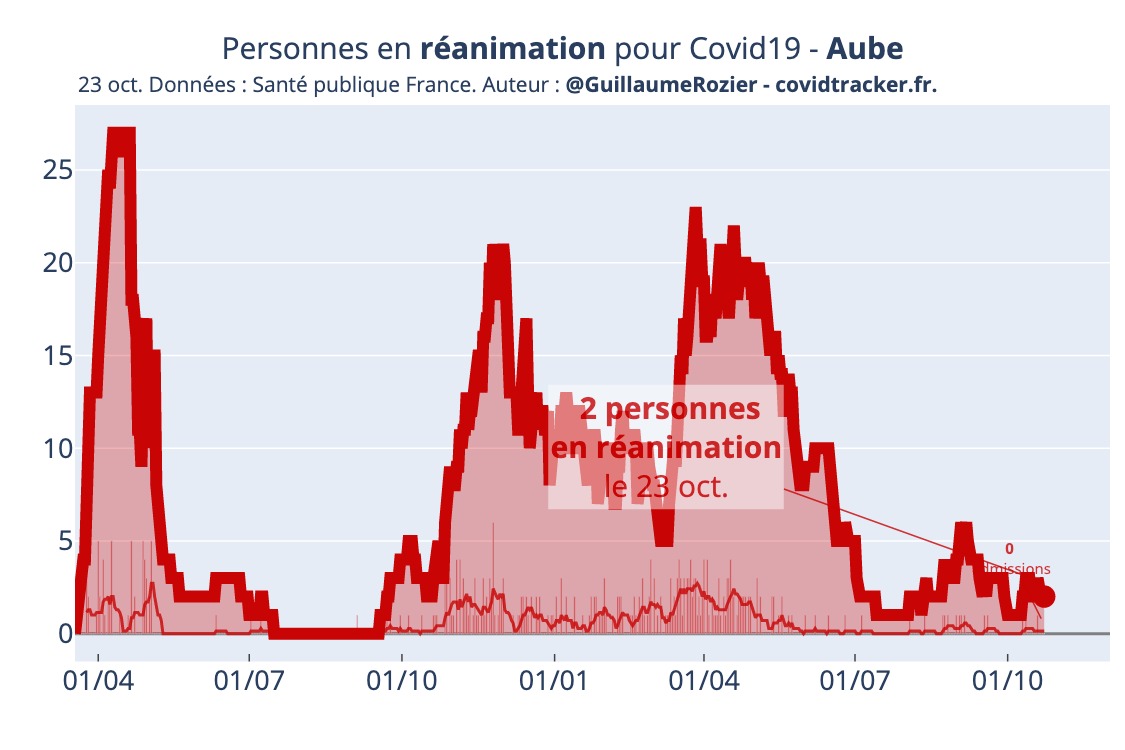 Personnes en réanimation pour Covid19 - Aube
23 oct. Données : Santé publique France. Auteur : @GuillaumeRozier - covidtracker.fr.
25
20
15
10
5
0
2 personnes
en réanimation
le 23 oct.
0
01/04 01/07 01/10 01/01 01/04 01/07 01/10